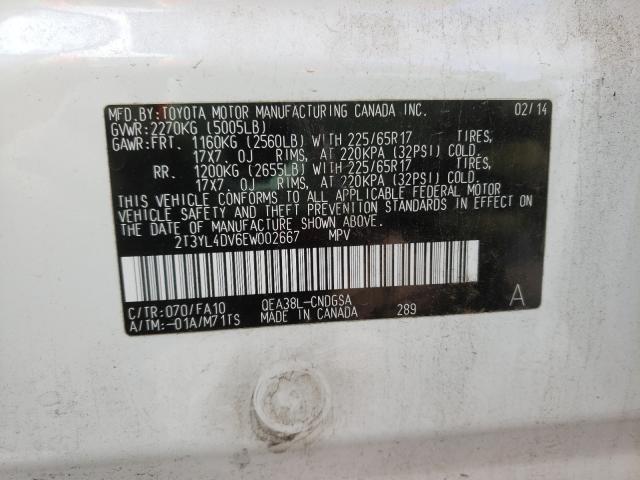 MFD.BY:TOYOTA MOTOR MANUFACTURING CANADA INC. 02/14
GVWR:2270KG (5005LB)
GAWR:FRT. 1160KG (2560LB) WITH 225/65R17 TIRES,
17X7.0J RIMS, AT 220KPA (32PSI) COLD.
RR. 1200KG (2655LB) WITH 225/65R17 TIRES,
17X7.0J RIMS, AT 220KPA (32PSI) COLD.
THIS VEHICLE CONFORMS TO ALL APPLICABLE FEDERAL MOTOR
VEHICLE SAFETY AND THEFT PREVENTION STANDARDS IN EFFECT ON
THE DATE OF MANUFACTURE SHOWN ABOVE.
2T3YL4DV6EW002667 MPV
C/TR:070/FA10 QEA38L-CNDGSA A
A/TM:-01A/M71TS MADE IN CANADA 289